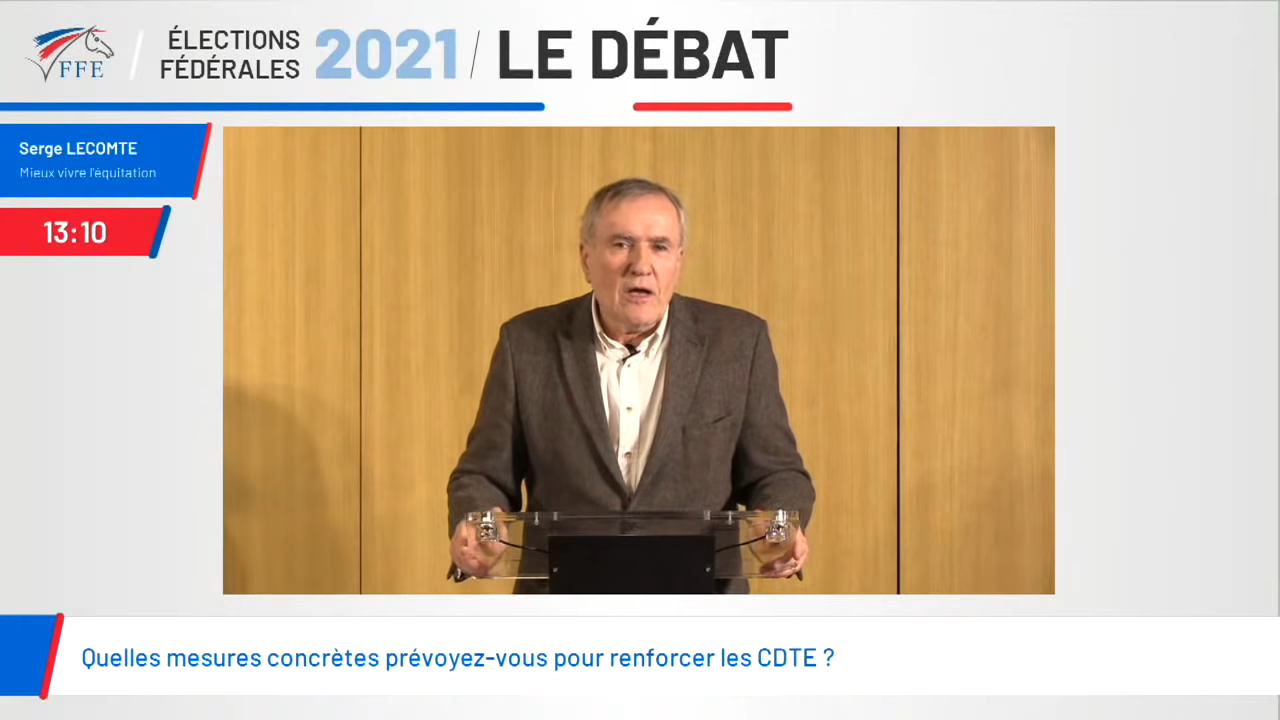 FFE
ÉLECTIONS
FÉDÉRALES
2021 / LE DÉBAT
Serge LECOMTE
Mieux vivre l'équitation
13:10
Quelles mesures concrètes prévoyez-vous pour renforcer les CDTE ?